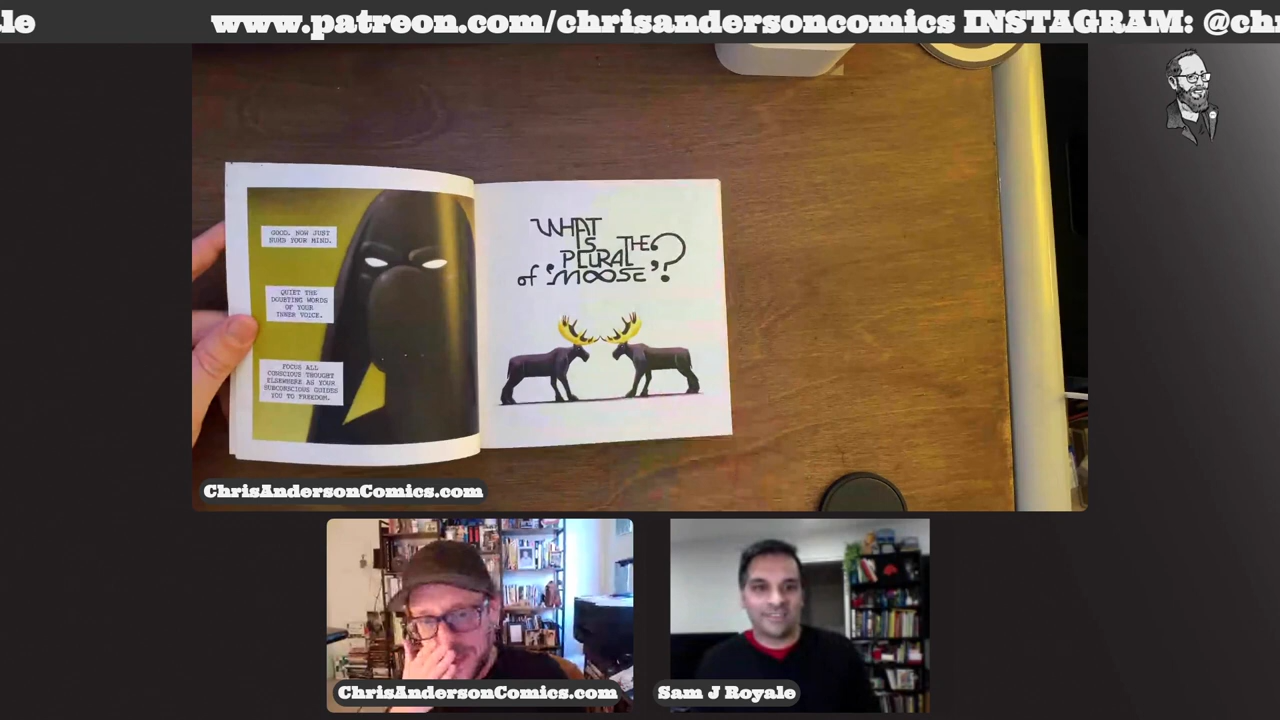 le
www.patreon.com/chrisandersoncomics INSTAGRAM: @ch
GOOD. NOW JUST
NUMB YOUR MIND.
QUIET THE
DOUBTING WORDS
OF YOUR
INNER VOICE.
FOCUS ALL
CONSCIOUS THOUGHT
ELSEWHERE AS YOUR
SUBCONSCIOUS GUIDES
YOU TO FREEDOM.
WHAT
IS THE
PLURAL
of 'MOOSE'?
ChrisAndersonComics.com
ChrisAndersonComics.com
Sam J Royale